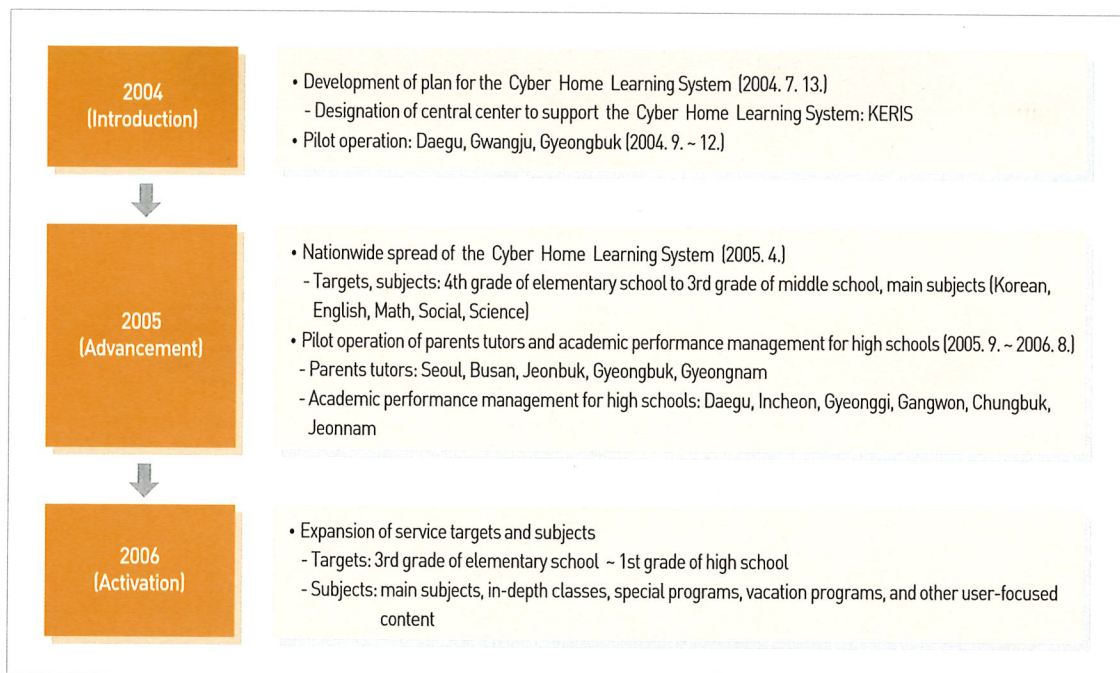 2004
(Introduction)
• Development of plan for the Cyber Home Learning System (2004. 7. 13.)
- Designation of central center to support the Cyber Home Learning System: KERIS
• Pilot operation: Daegu, Gwangju, Gyeongbuk (2004. 9. ~ 12.)
2005
(Advancement)
• Nationwide spread of the Cyber Home Learning System (2005. 4.)
- Targets, subjects: 4th grade of elementary school to 3rd grade of middle school, main subjects (Korean,
English, Math, Social, Science)
• Pilot operation of parents tutors and academic performance management for high schools (2005. 9. ~ 2006. 8.)
- Parents tutors: Seoul, Busan, Jeonbuk, Gyeongbuk, Gyeongnam
- Academic performance management for high schools: Daegu, Incheon, Gyeonggi, Gangwon, Chungbuk,
Jeonnam
2006
(Activation)
• Expansion of service targets and subjects
- Targets: 3rd grade of elementary school ~ 1st grade of high school
- Subjects: main subjects, in-depth classes, special programs, vacation programs, and other user-focused
content